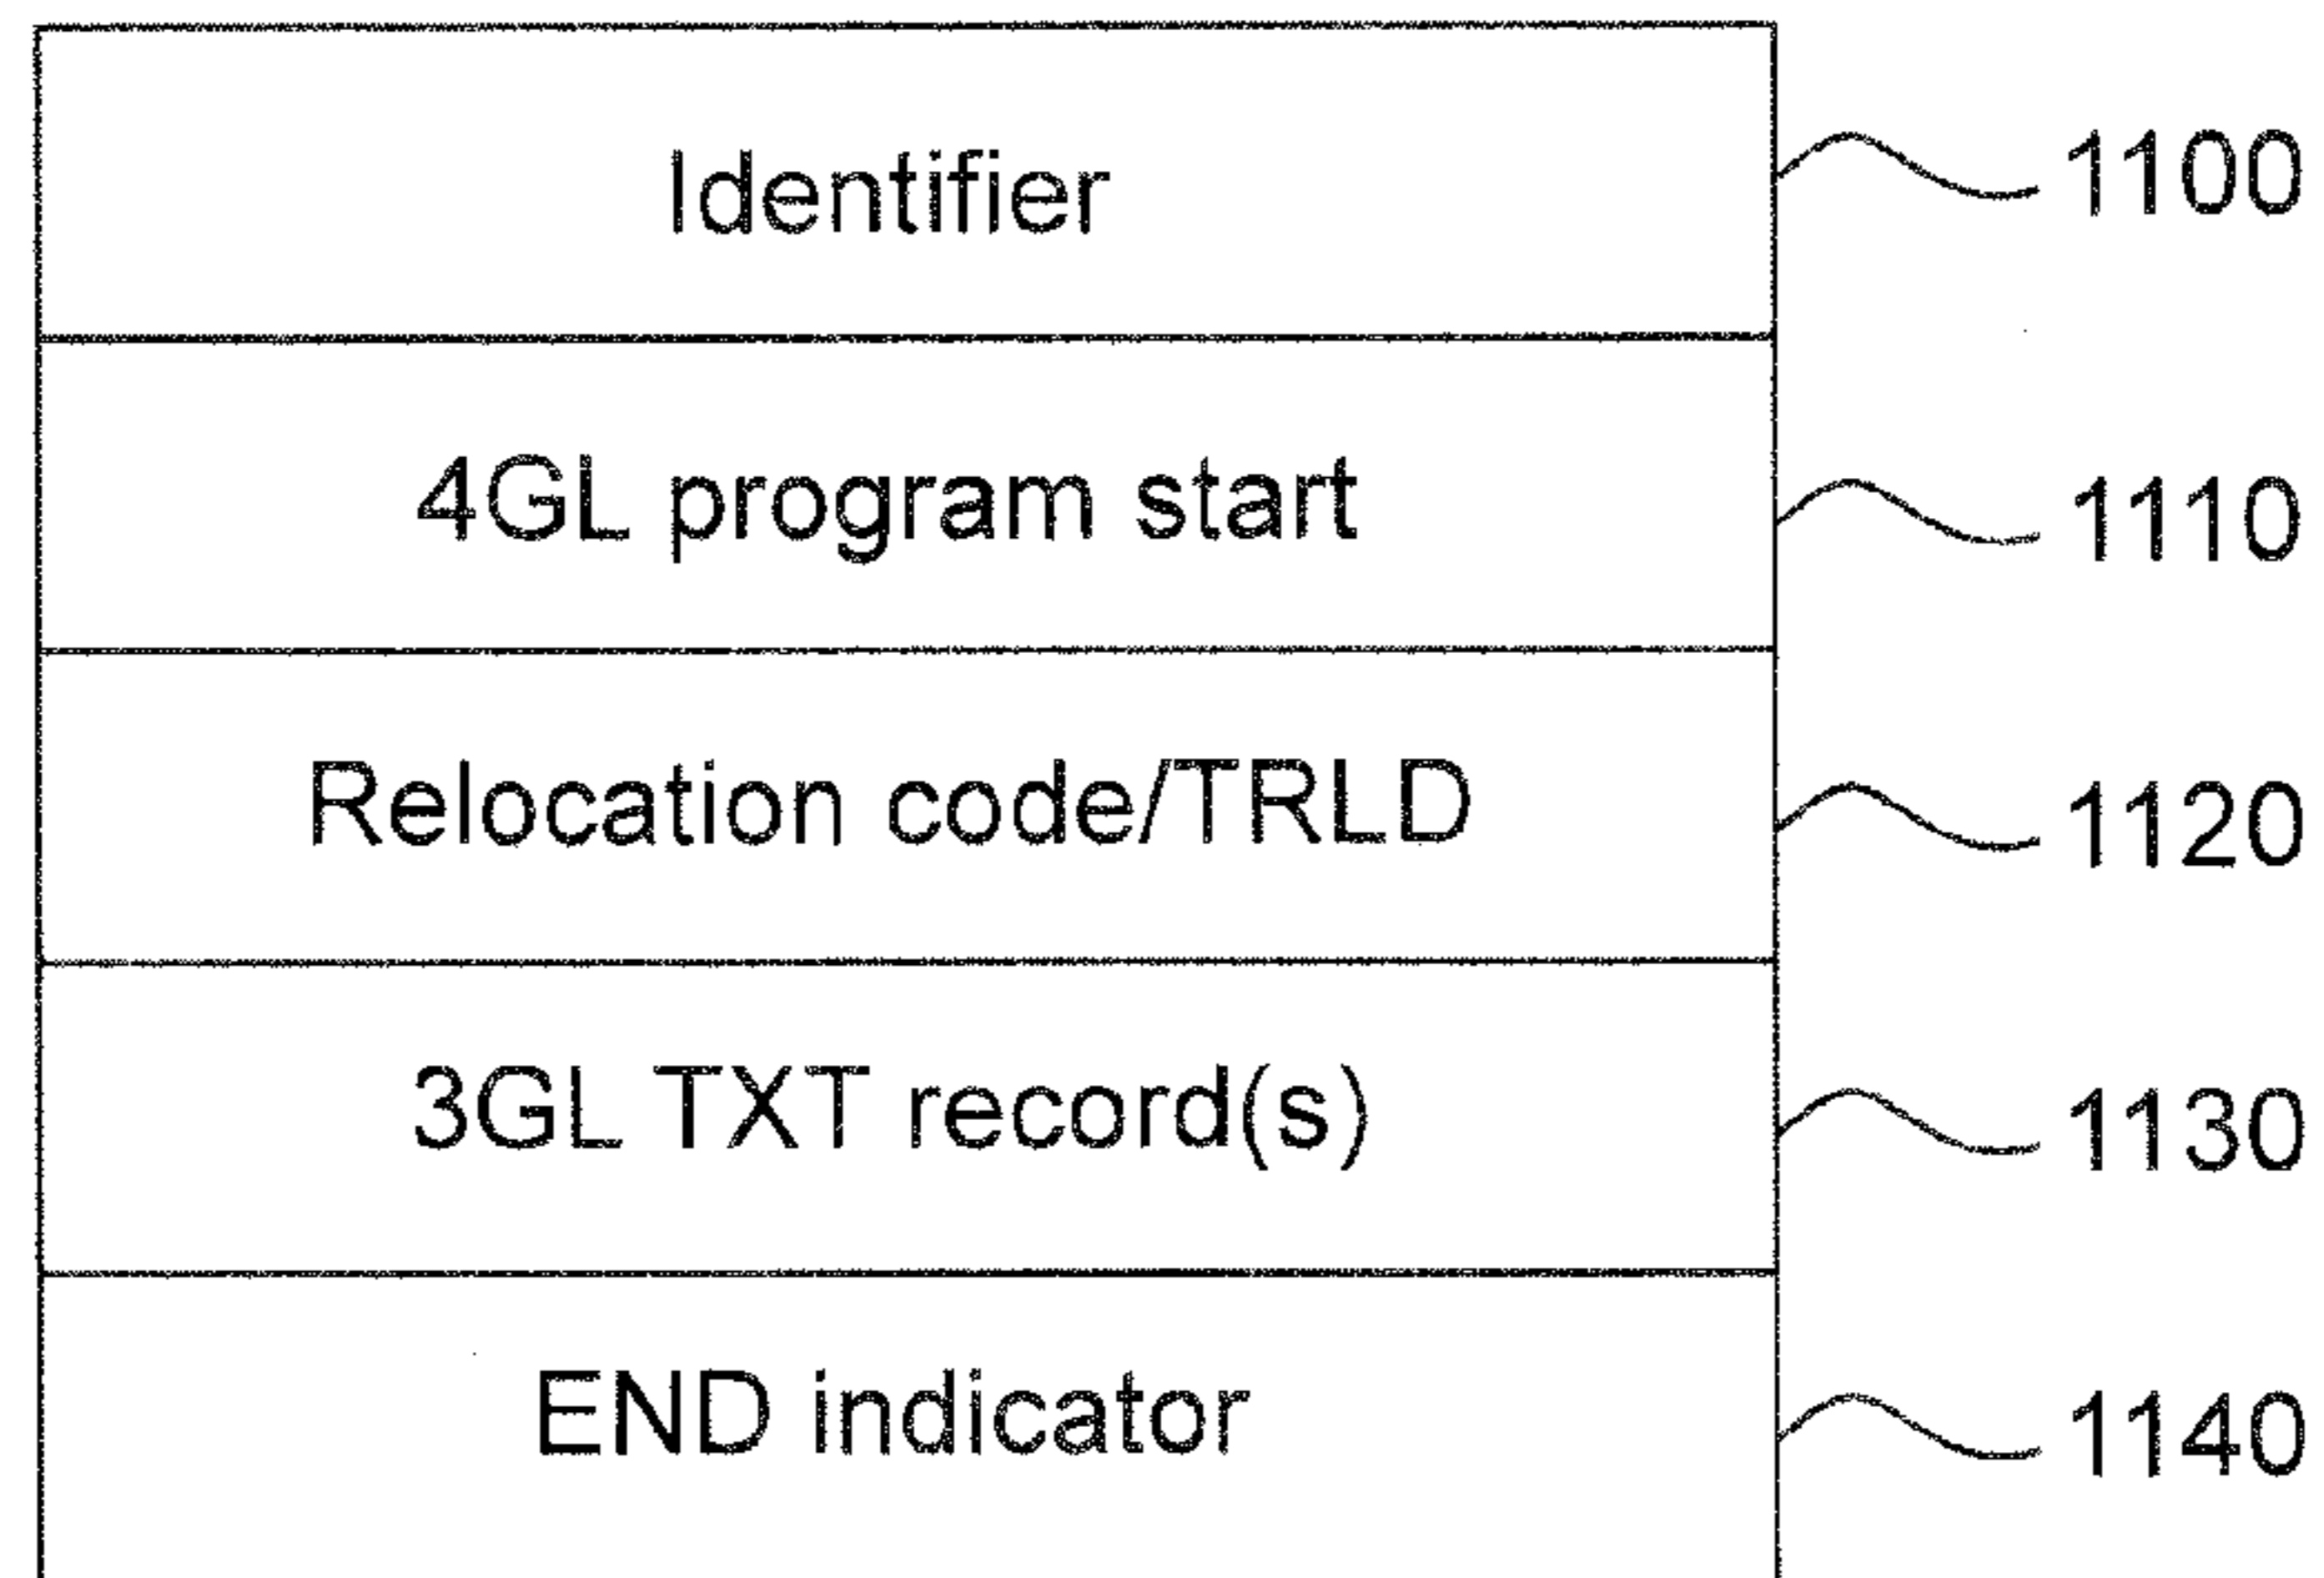 Identifier 1100
4GL program start 1110
Relocation code/TRLD 1120
3GL TXT record(s) 1130
END indicator 1140